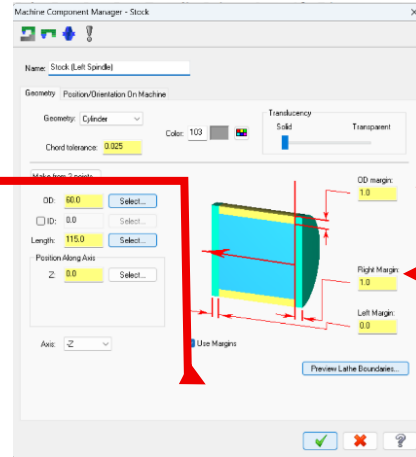 Machine Component Manager - Stock
Name: Stock (Left Spindle)
Geometry Position/Orientation On Machine
Geometry: Cylinder
Color: 103
Translucency
Solid Transparent
Chord tolerance: 0.025
Make from 2 points...
OD: 60.0 Select...
ID: 0.0 Select...
Length: 115.0 Select...
Position Along Axis
Z: 0.0 Select...
Axis: -Z
Use Margins
OD margin:
1.0
Right Margin:
1.0
Left Margin:
0.0
Preview Lathe Boundaries...